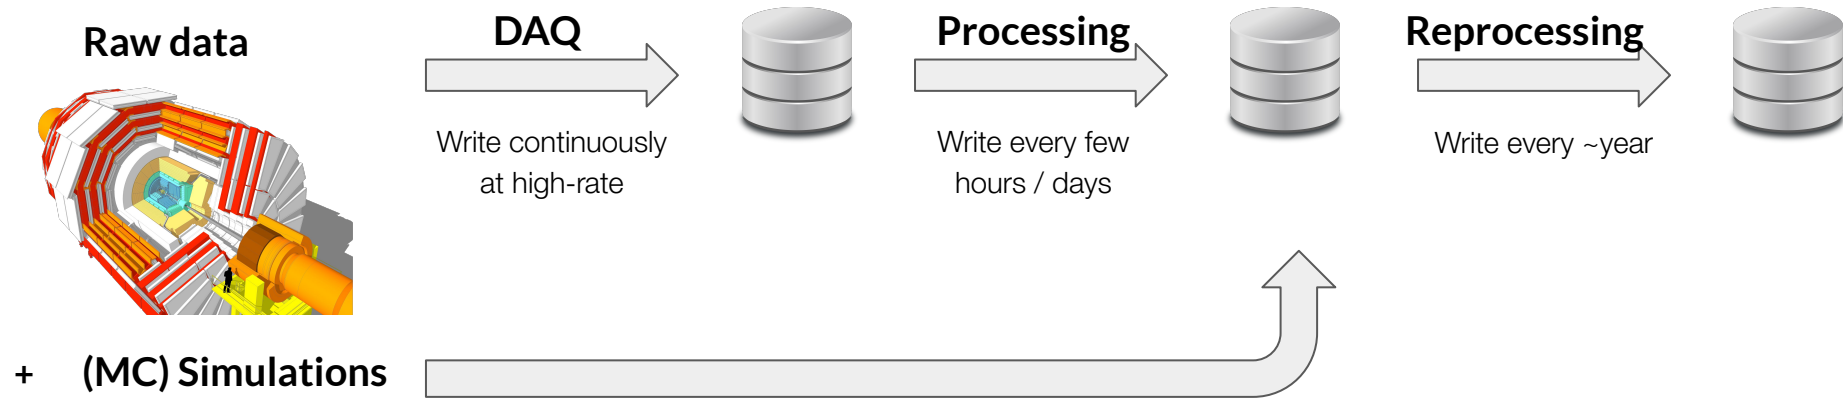 Raw data
DAQ
Write continuously
at high-rate
Processing
Write every few
hours / days
Reprocessing
Write every ~year
+ (MC) Simulations